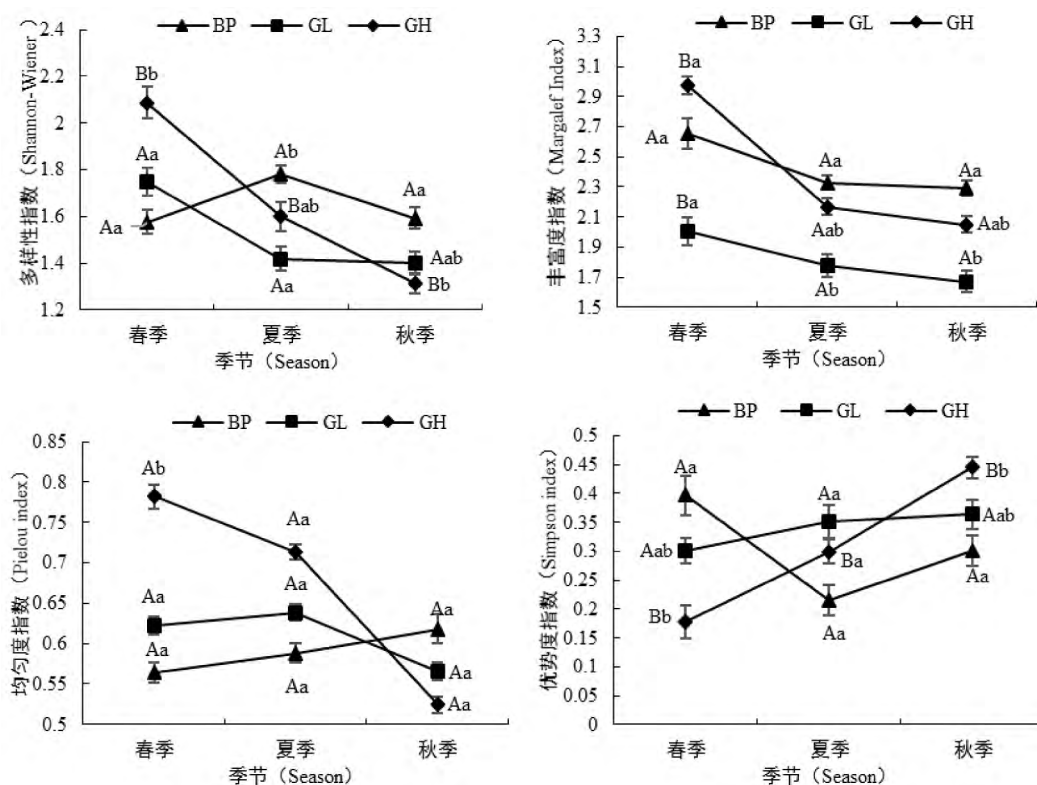 BP GL GH
多样性指数（Shannon-Wiener）
2.4
2.2
2
1.8
1.6
1.4
1.2
Bb
Aa
Aa
Ab
Bab
Aa
Aa
Aab
Bb
春季 夏季 秋季
季节（Season）
BP GL GH
丰富度指数（Margalef Index）
3.3
3.1
2.9
2.7
2.5
2.3
2.1
1.9
1.7
1.5
Ba
Aa
Ba
Aa
Aab
Ab
Aa
Aab
Ab
春季 夏季 秋季
季节（Season）
BP GL GH
均匀度指数（Pielou index）
0.85
0.8
0.75
0.7
0.65
0.6
0.55
0.5
Ab
Aa
Aa
Aa
Aa
Aa
Aa
Aa
Aa
春季 夏季 秋季
季节（Season）
BP GL GH
优势度指数（Simpson index）
0.5
0.45
0.4
0.35
0.3
0.25
0.2
0.15
0.1
0.05
0
Aa
Aab
Bb
Aa
Ba
Aa
Bb
Aab
Aa
春季 夏季 秋季
季节（Season）